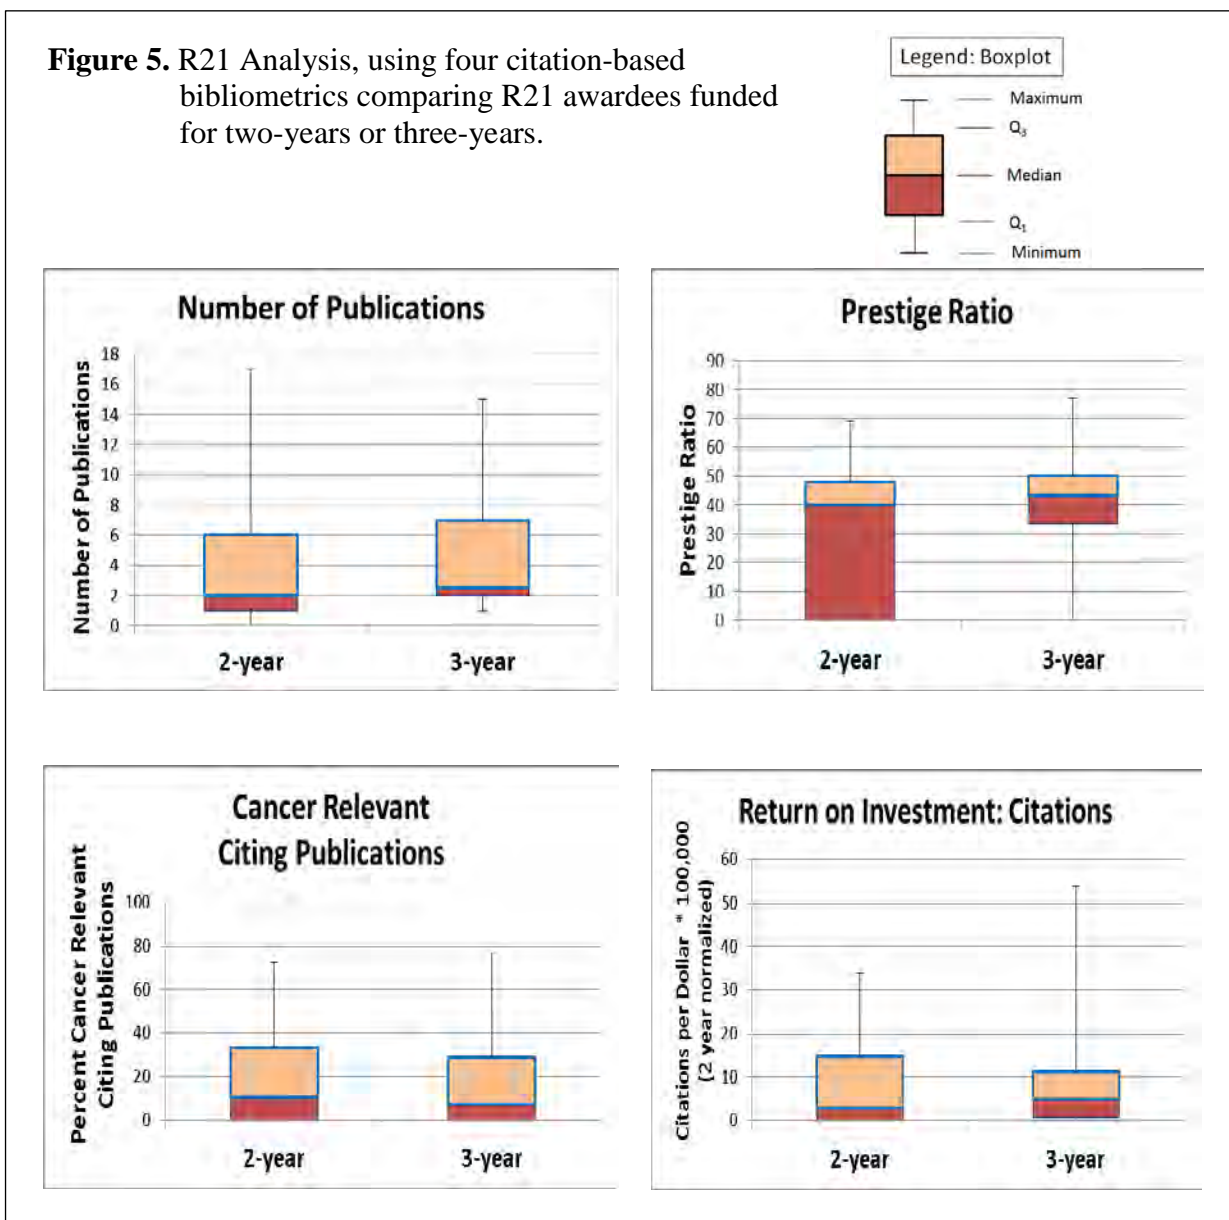 Figure 5. R21 Analysis, using four citation-based
bibliometrics comparing R21 awardees funded
for two-years or three-years.
Legend: Boxplot
Maximum
Q3
Median
Q1
Minimum
Number of Publications
Number of Publications
18
16
14
12
10
8
6
4
2
0
2-year
3-year
Prestige Ratio
Prestige Ratio
90
80
70
60
50
40
30
20
10
0
2-year
3-year
Cancer Relevant
Citing Publications
Percent Cancer Relevant
Citing Publications
100
80
60
40
20
0
2-year
3-year
Return on Investment: Citations
Citations per Dollar * 100,000
(2 year normalized)
60
50
40
30
20
10
0
2-year
3-year